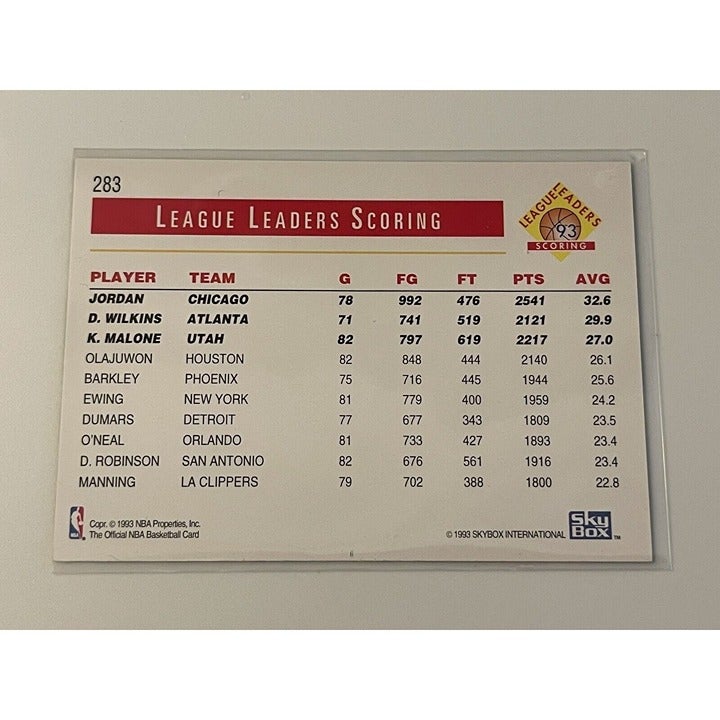 283
LEAGUE LEADERS SCORING
LEAGUE LEADERS
93
SCORING
PLAYER TEAM G FG FT PTS AVG
JORDAN CHICAGO 78 992 476 2541 32.6
D. WILKINS ATLANTA 71 741 519 2121 29.9
K. MALONE UTAH 82 797 619 2217 27.0
OLAJUWON HOUSTON 82 848 444 2140 26.1
BARKLEY PHOENIX 75 716 445 1944 25.6
EWING NEW YORK 81 779 400 1959 24.2
DUMARS DETROIT 77 677 343 1809 23.5
O'NEAL ORLANDO 81 733 427 1893 23.4
D. ROBINSON SAN ANTONIO 82 676 561 1916 23.4
MANNING LA CLIPPERS 79 702 388 1800 22.8
NBA
Copr. © 1993 NBA Properties, Inc.
The Official NBA Basketball Card
© 1993 SKYBOX INTERNATIONAL
Sky
Box TM